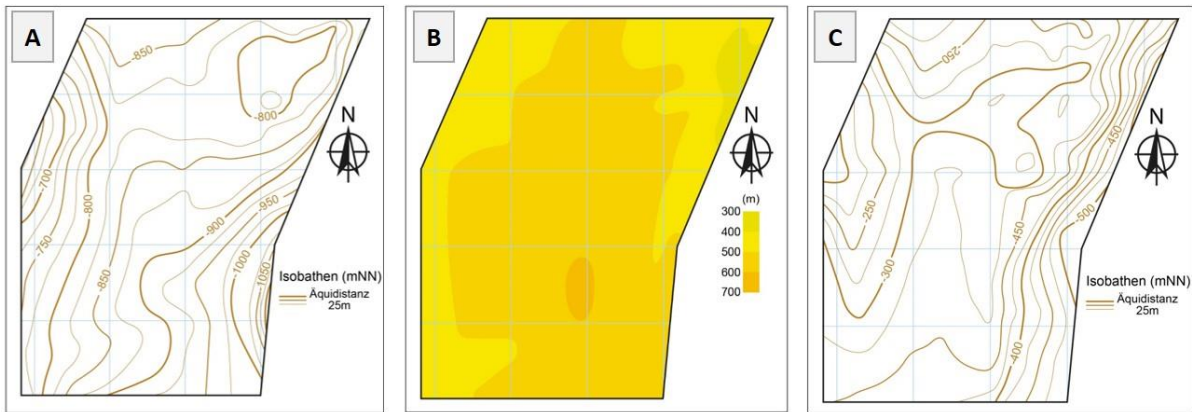 A
-850
-800
-700
-750
-800
-850
-900
-950
-1000
-1050
N
Isobathen (mNN)
Äquidistanz
25m
B
N
(m)
300
400
500
600
700
C
-250
-450
-250
-500
-450
-300
-400
N
Isobathen (mNN)
Äquidistanz
25m